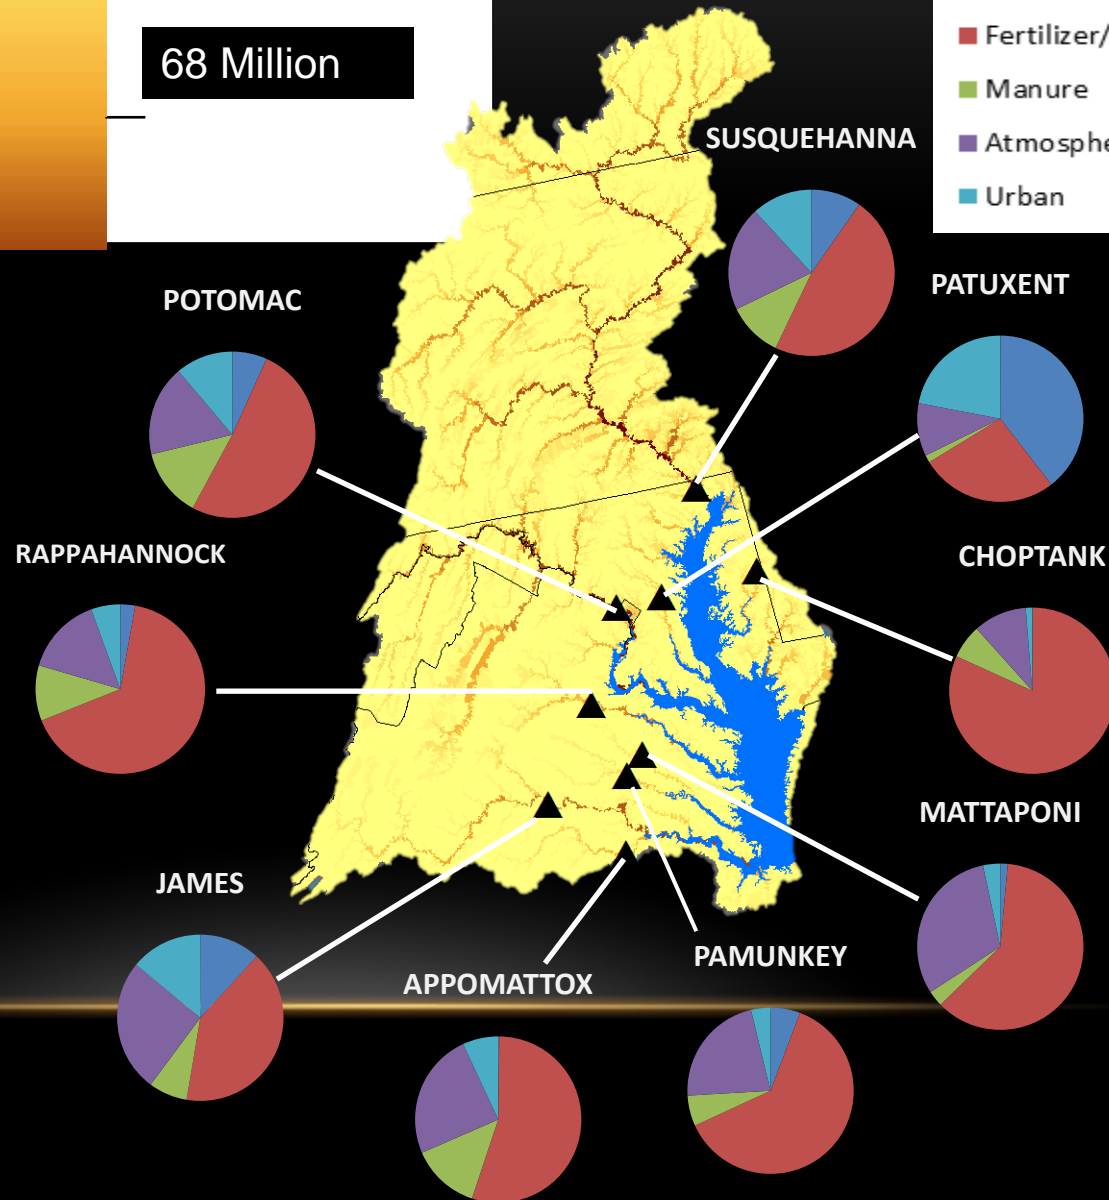 68 Million
Fertilizer/
Manure
Atmosphe
Urban
SUSQUEHANNA
POTOMAC
PATUXENT
RAPPAHANNOCK
CHOPTANK
MATTAPONI
JAMES
PAMUNKEY
APPOMATTOX